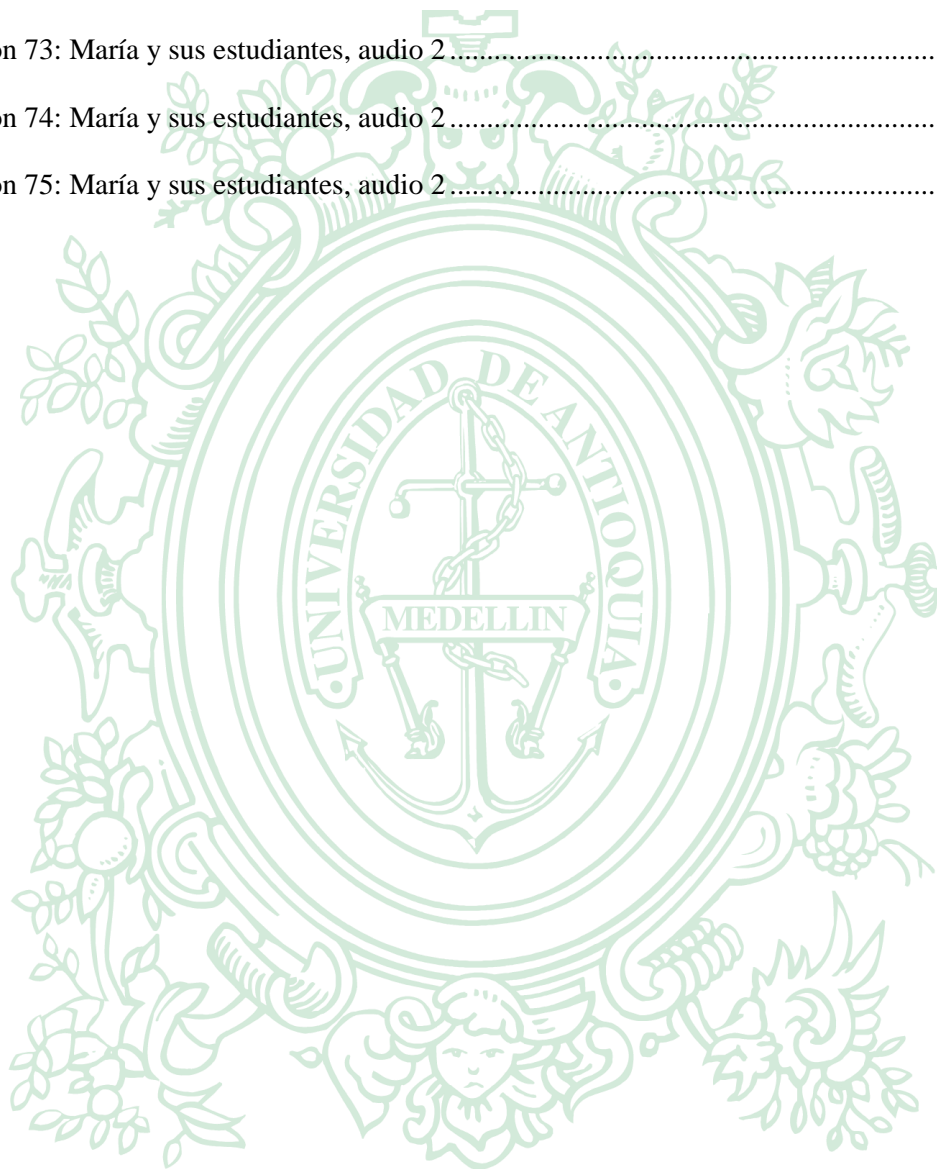 on 73: María y sus estudiantes, audio 2....................................................................................
on 74: María y sus estudiantes, audio 2....................................................................................
on 75: María y sus estudiantes, audio 2....................................................................................
UNIVERSIDAD DE ANTIOQUIA
MEDELLIN